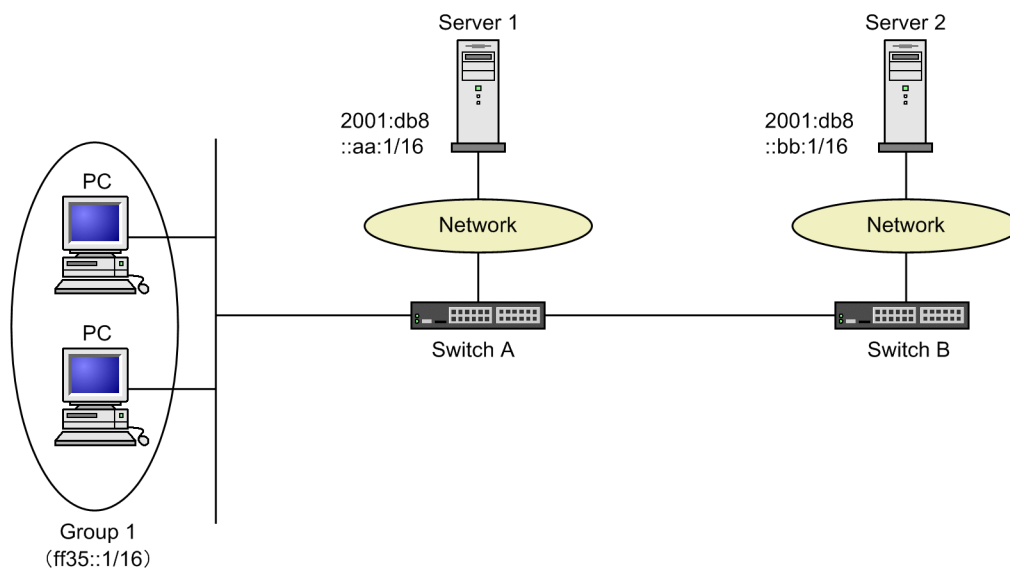 Server 1
Server 2
2001:db8
::aa:1/16
2001:db8
::bb:1/16
PC
Network
Network
PC
Switch A
Switch B
Group 1
（ff35::1/16）